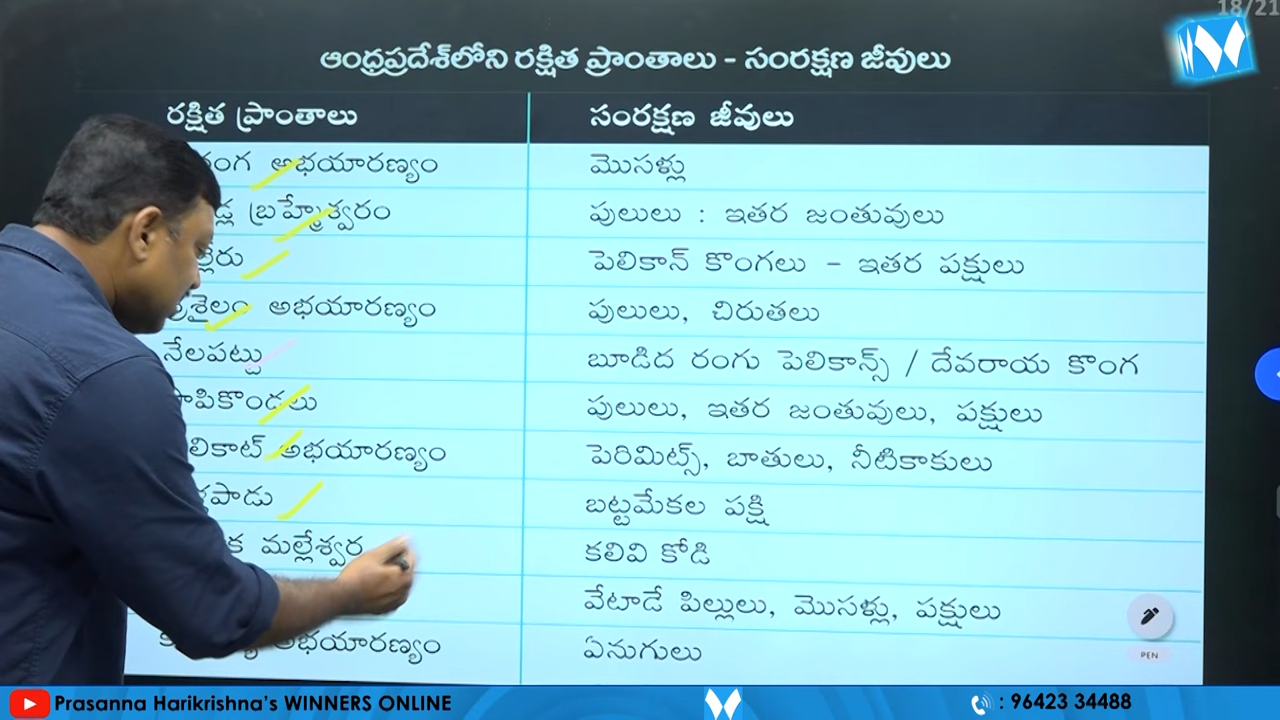 18/21
ఆంధ్రప్రదేశ్‌లోని రక్షిత ప్రాంతాలు - సంరక్షణ జీవులు
రక్షిత ప్రాంతాలు సంరక్షణ జీవులు
అభయారణ్యం మొసళ్లు
బ్రహ్మేశ్వరం పులులు : ఇతర జంతువులు
పెలికాన్ కొంగలు - ఇతర పక్షులు
అభయారణ్యం పులులు, చిరుతలు
నేలపట్టు బూడిద రంగు పెలికాన్స్ / దేవరాయ కొంగ
పులులు, ఇతర జంతువులు, పక్షులు
అభయారణ్యం పెరిమిట్స్, బాతులు, నీటికాకులు
బట్టమేకల పక్షి
మల్లేశ్వర కలివి కోడి
వేటాడే పిల్లులు, మొసళ్లు, పక్షులు
అభయారణ్యం ఏనుగులు
PEN
Prasanna Harikrishna's WINNERS ONLINE : 96423 34488